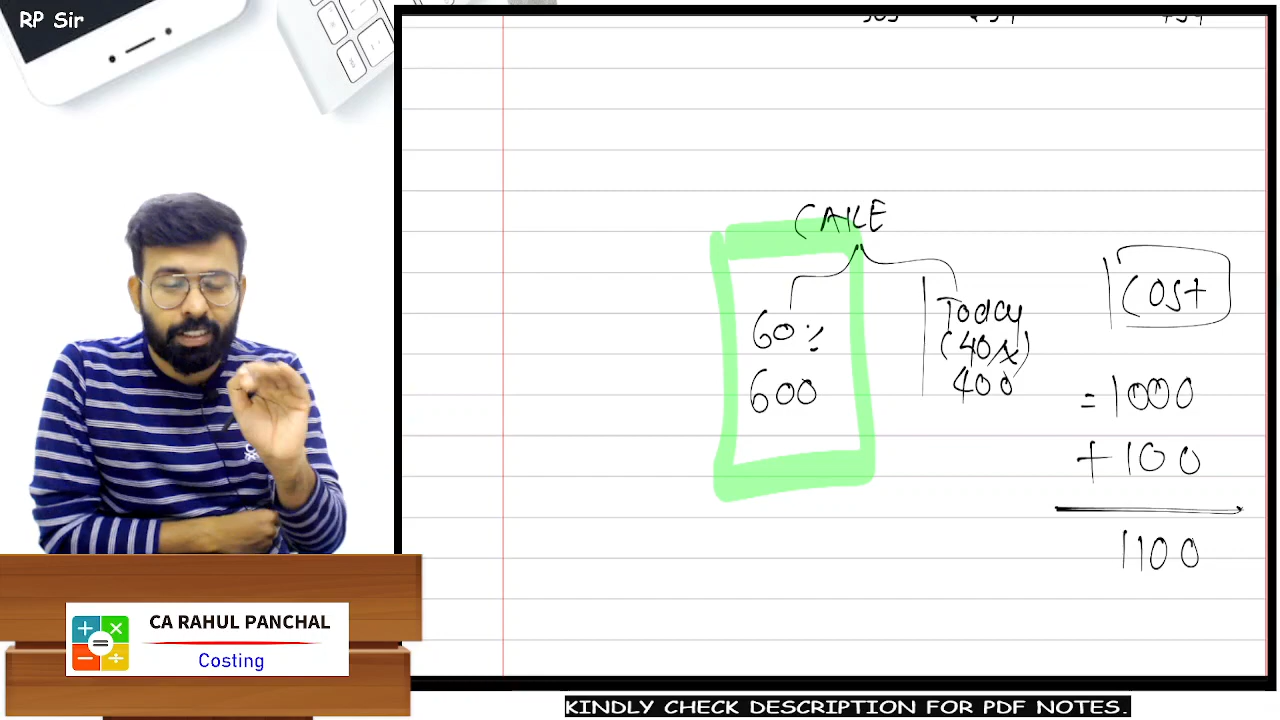 RP Sir
CAKE
60%
600
Today
(40%)
400
COST
= 1000
+ 100
1100
CA RAHUL PANCHAL
Costing
KINDLY CHECK DESCRIPTION FOR PDF NOTES.